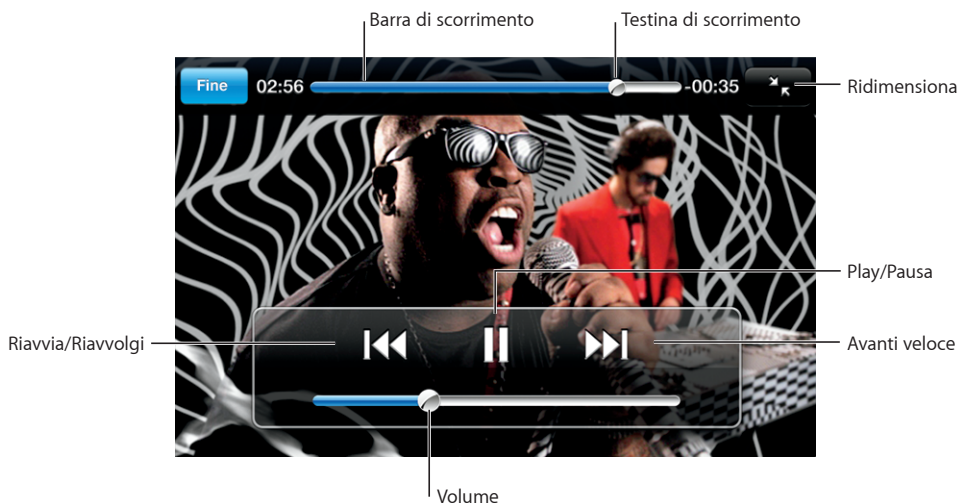 Barra di scorrimento
Testina di scorrimento
Fine
02:56
-00:35
Ridimensiona
Play/Pausa
Riavvia/Riavvolgi
Avanti veloce
Volume